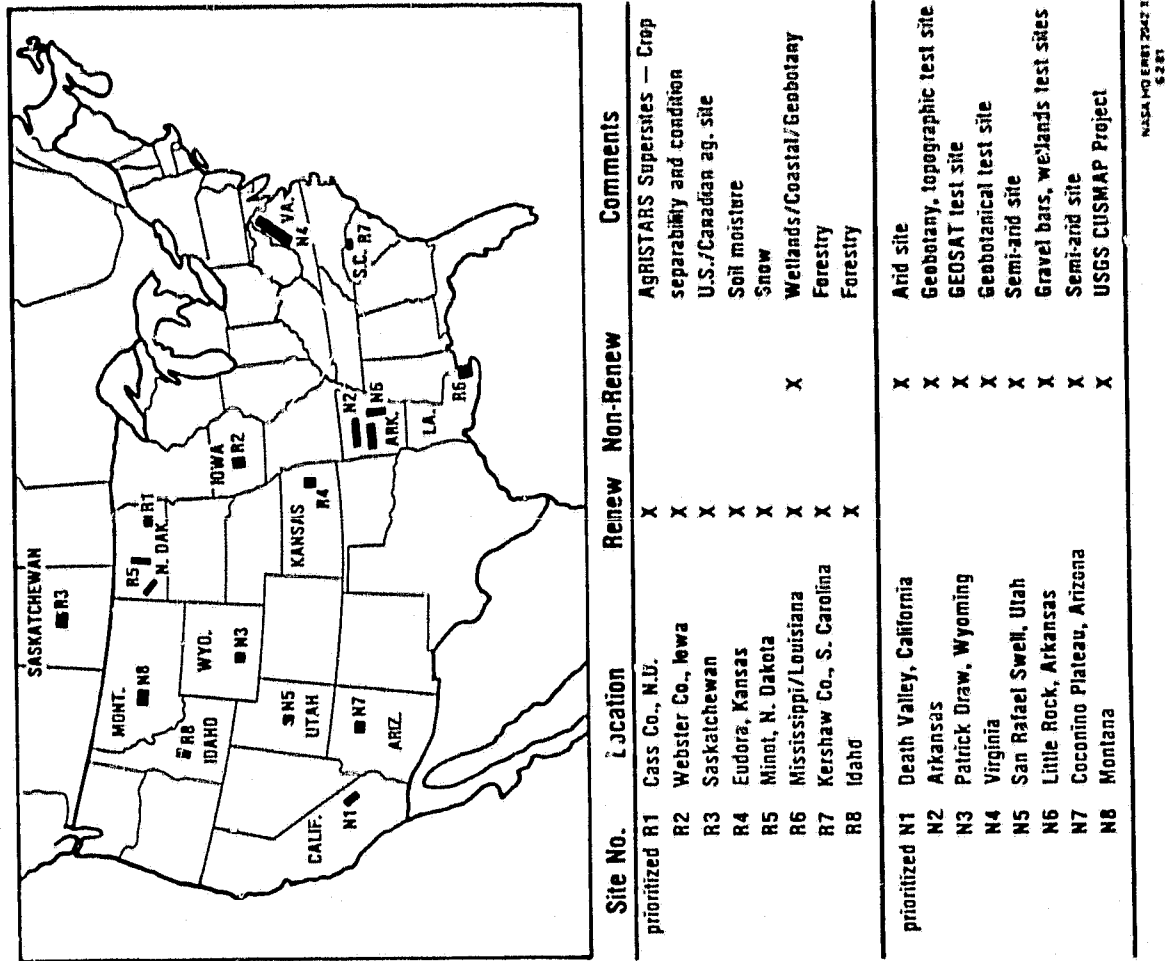 SASKATCHEWAN
R3
MONT.
N8
R5
R1
N. DAK.
R8
IDAHO
WYO.
N3
IOWA
R2
N5
UTAH
KANSAS
R4
CALIF.
N1
N7
ARIZ.
N2
N6
ARK.
LA.
R6
VA.
N4
S.C.
R7
Site No. Location Renew Non-Renew Comments
prioritized R1 Cass Co., N.D. X AgRISTARS Supersites — Crop
R2 Webster Co., Iowa X separability and condition
R3 Saskatchewan X U.S./Canadian ag. site
R4 Eudora, Kansas X Soil moisture
R5 Minot, N. Dakota X Snow
R6 Mississippi/Louisiana X X Wetlands/Coastal/Geobotany
R7 Kershaw Co., S. Carolina X Forestry
R8 Idaho X Forestry
prioritized N1 Death Valley, California X Arid site
N2 Arkansas X Geobotany, topographic test site
N3 Patrick Draw, Wyoming X GEOSAT test site
N4 Virginia X Geobotanical test site
N5 San Rafael Swell, Utah X Semi-arid site
N6 Little Rock, Arkansas X Gravel bars, wetlands test sites
N7 Coconino Plateau, Arizona X Semi-arid site
N8 Montana X USGS CUSMAP Project
NASA HQ